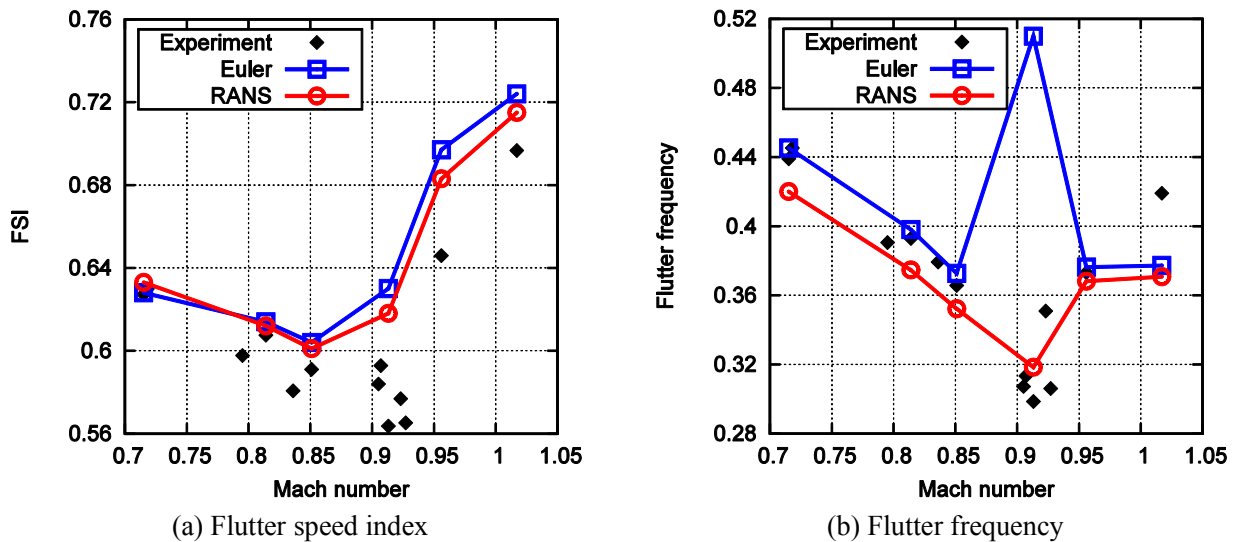 0.76
0.72
0.68
0.64
0.6
0.56
FSI
Experiment
Euler
RANS
0.7 0.75 0.8 0.85 0.9 0.95 1 1.05
Mach number
(a) Flutter speed index
0.52
0.48
0.44
0.4
0.36
0.32
0.28
Flutter frequency
Experiment
Euler
RANS
0.7 0.75 0.8 0.85 0.9 0.95 1 1.05
Mach number
(b) Flutter frequency